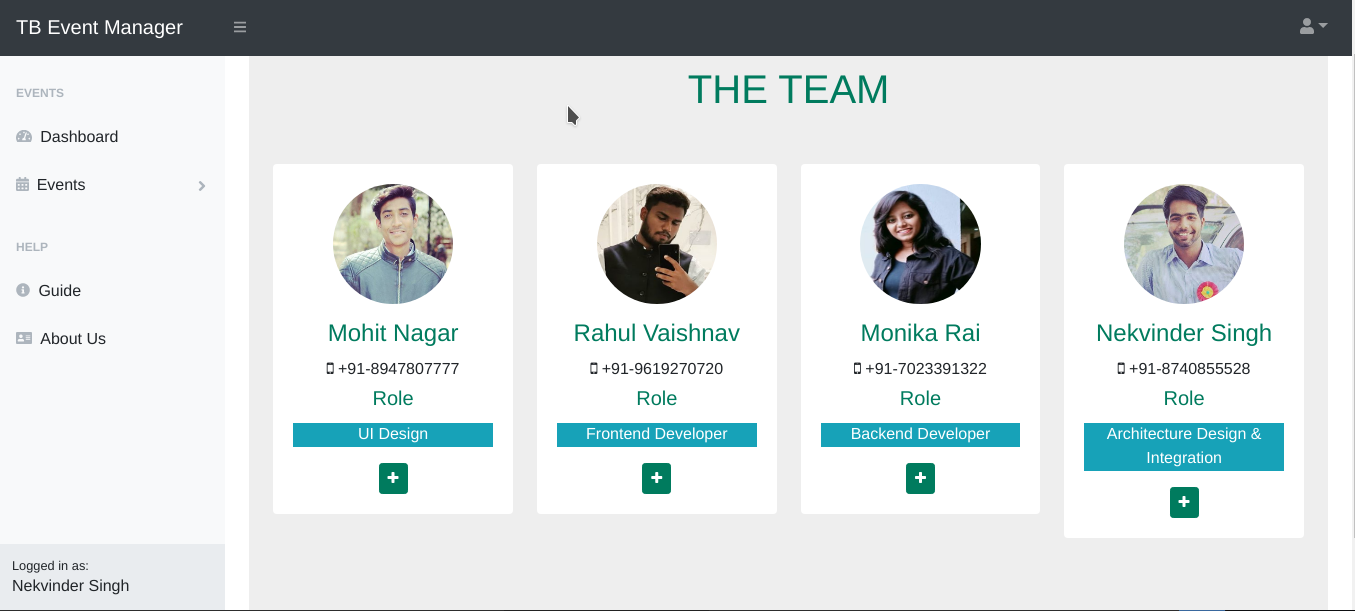 TB Event Manager
EVENTS
Dashboard
Events
HELP
Guide
About Us
Logged in as:
Nekvinder Singh
THE TEAM
Mohit Nagar
+91-8947807777
Role
UI Design
Rahul Vaishnav
+91-9619270720
Role
Frontend Developer
Monika Rai
+91-7023391322
Role
Backend Developer
Nekvinder Singh
+91-8740855528
Role
Architecture Design &
Integration